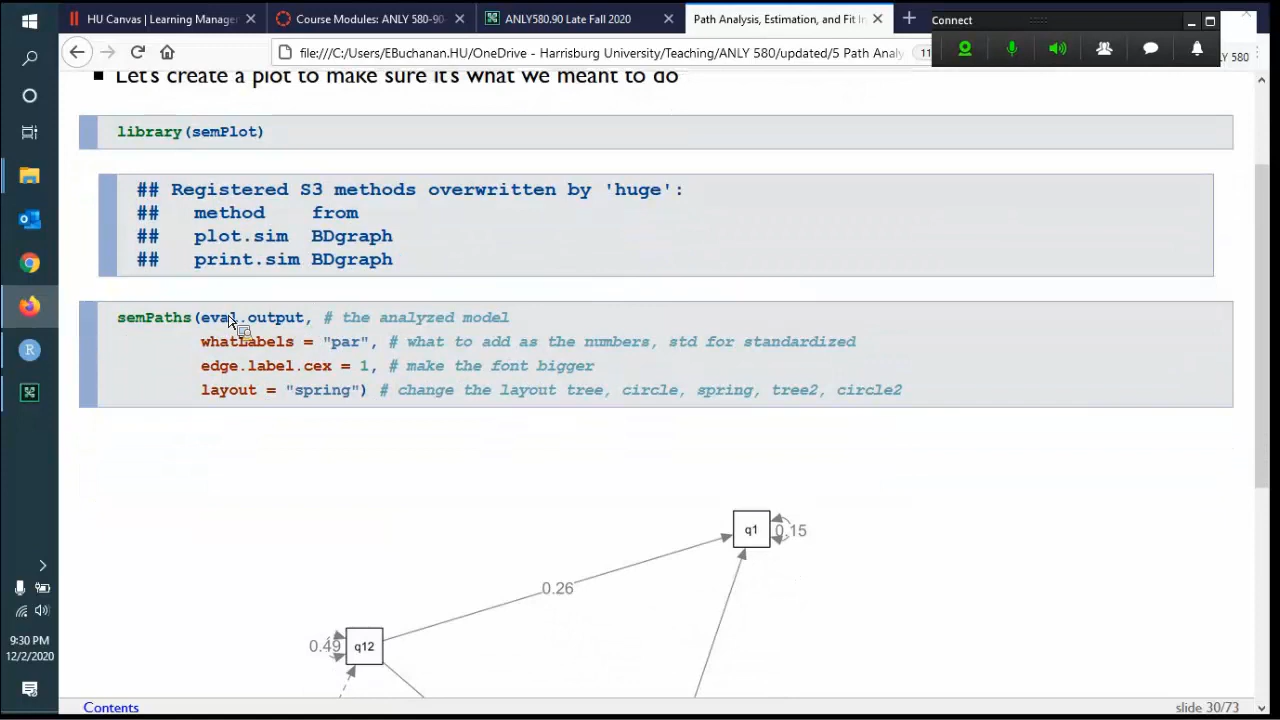 HU Canvas | Learning Manage
Course Modules: ANLY 580-90-
ANLY580.90 Late Fall 2020
Path Analysis, Estimation, and Fit In
Connect
file:///C:/Users/EBuchanan.HU/OneDrive - Harrisburg University/Teaching/ANLY 580/updated/5 Path Analy
11
LY 580
Let's create a plot to make sure it's what we meant to do
library(semPlot)
## Registered S3 methods overwritten by 'huge':
## method from
## plot.sim BDgraph
## print.sim BDgraph
semPaths(eval.output, # the analyzed model
whatLabels = "par", # what to add as the numbers, std for standardized
edge.label.cex = 1, # make the font bigger
layout = "spring") # change the layout tree, circle, spring, tree2, circle2
q1
0.15
0.26
0.49
q12
9:30 PM
12/2/2020
Contents
slide 30/73